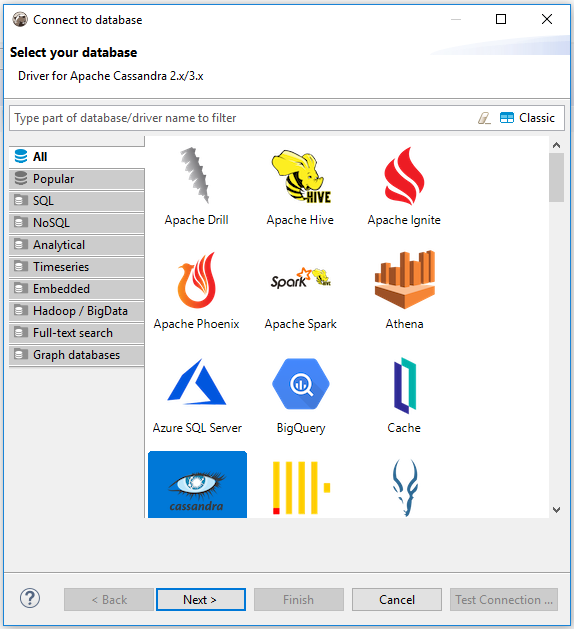 Connect to database
Select your database
Driver for Apache Cassandra 2.x/3.x
Type part of database/driver name to filter
Classic
All
Popular
SQL
NoSQL
Analytical
Timeseries
Embedded
Hadoop / BigData
Full-text search
Graph databases
HIVE
Apache Drill
Apache Hive
Apache Ignite
Spark HIVE
Apache Phoenix
Apache Spark
Athena
Azure SQL Server
BigQuery
Cache
cassandra
?
< Back
Next >
Finish
Cancel
Test Connection ...